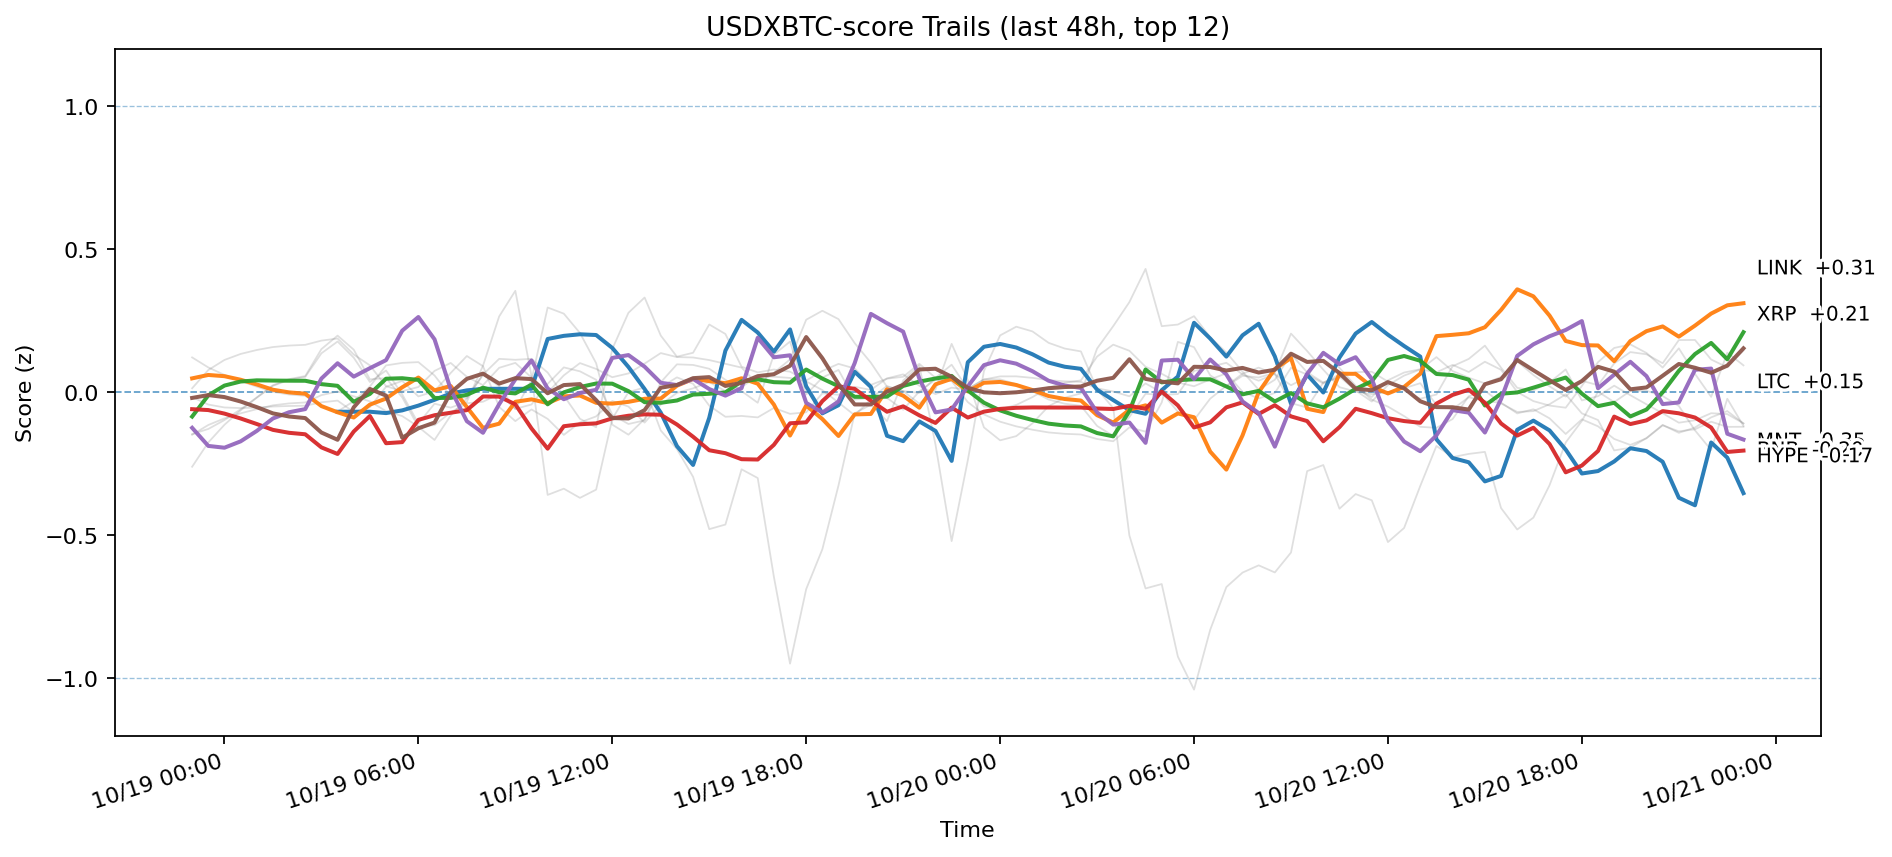 USDXBTC-score Trails (last 48h, top 12)
Score (z)
1.0
0.5
0.0
−0.5
−1.0
LINK +0.31
XRP +0.21
LTC +0.15
HYPE -0.17
10/19 00:00
10/19 06:00
10/19 12:00
10/19 18:00
10/20 00:00
10/20 06:00
10/20 12:00
10/20 18:00
10/21 00:00
Time